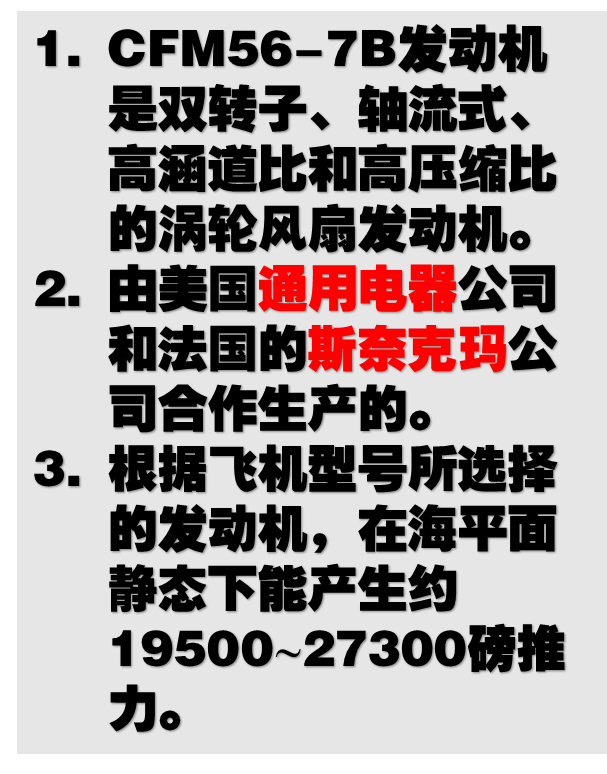 1. CFM56-7B发动机
是双转子、轴流式、
高涵道比和高压缩比
的涡轮风扇发动机。
2. 由美国通用电器公司
和法国的斯奈克玛公
司合作生产的。
3. 根据飞机型号所选择
的发动机，在海平面
静态下能产生约
19500~27300磅推
力。